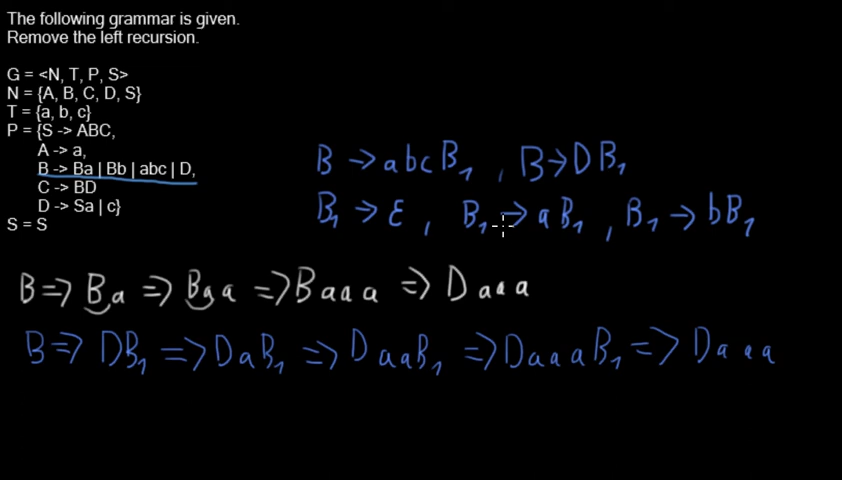 The following grammar is given.
Remove the left recursion.
G = <N, T, P, S>
N = {A, B, C, D, S}
T = {a, b, c}
P = {S -> ABC,
A -> a,
B -> Ba | Bb | abc | D,
C -> BD
D -> Sa | c}
S = S
B → abcB₁ , B → DB₁
B₁ → ε , B₁ → aB₁ , B₁ → bB₁
B ⇒ Ba ⇒ Baa ⇒ Baaa ⇒ Daaa
B ⇒ DB₁ ⇒ DaB₁ ⇒ DaaB₁ ⇒ DaaaB₁ ⇒ Daaa